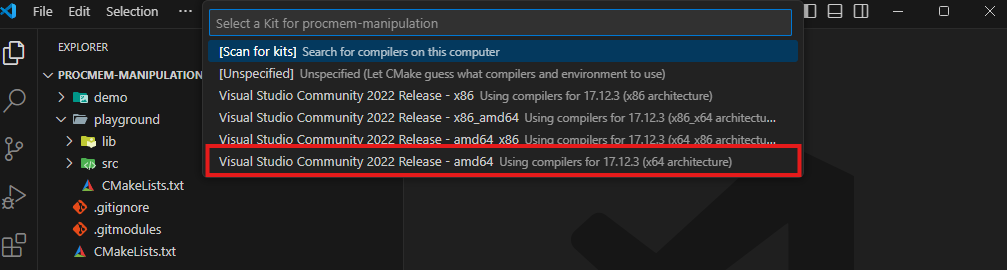 File Edit Selection ···
Select a Kit for procmem-manipulation
[Scan for kits] Search for compilers on this computer
[Unspecified] Unspecified (Let CMake guess what compilers and environment to use)
Visual Studio Community 2022 Release - x86 Using compilers for 17.12.3 (x86 architecture)
Visual Studio Community 2022 Release - x86_amd64 Using compilers for 17.12.3 (x86_x64 architectu...
Visual Studio Community 2022 Release - amd64_x86 Using compilers for 17.12.3 (x64_x86 architectu...
Visual Studio Community 2022 Release - amd64 Using compilers for 17.12.3 (x64 architecture)
EXPLORER
PROCMEM-MANIPULATION
demo
playground
lib
src
CMakeLists.txt
.gitignore
.gitmodules
CMakeLists.txt